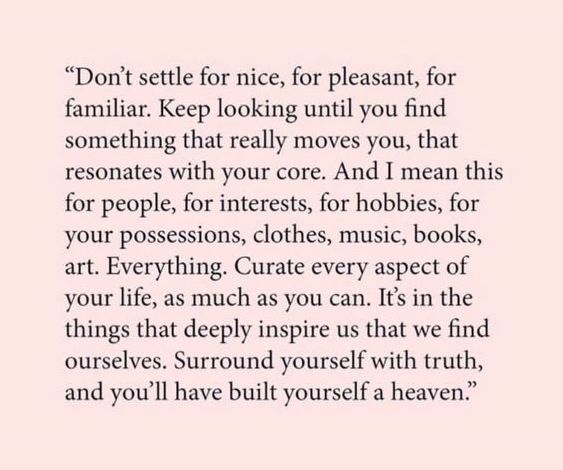 “Don’t settle for nice, for pleasant, for
familiar. Keep looking until you find
something that really moves you, that
resonates with your core. And I mean this
for people, for interests, for hobbies, for
your possessions, clothes, music, books,
art. Everything. Curate every aspect of
your life, as much as you can. It’s in the
things that deeply inspire us that we find
ourselves. Surround yourself with truth,
and you’ll have built yourself a heaven.”